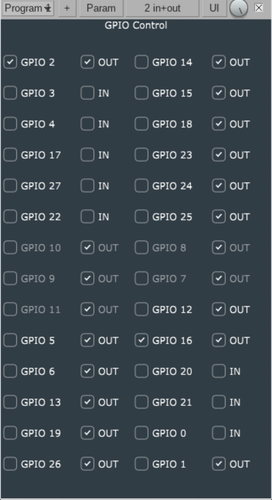 Program + Param 2 in+out UI
GPIO Control
GPIO 2 OUT GPIO 14 OUT
GPIO 3 IN GPIO 15 OUT
GPIO 4 IN GPIO 18 OUT
GPIO 17 IN GPIO 23 OUT
GPIO 27 IN GPIO 24 OUT
GPIO 22 IN GPIO 25 OUT
GPIO 10 OUT GPIO 8 OUT
GPIO 9 OUT GPIO 7 OUT
GPIO 11 OUT GPIO 12 OUT
GPIO 5 OUT GPIO 16 OUT
GPIO 6 OUT GPIO 20 IN
GPIO 13 OUT GPIO 21 IN
GPIO 19 OUT GPIO 0 IN
GPIO 26 OUT GPIO 1 OUT